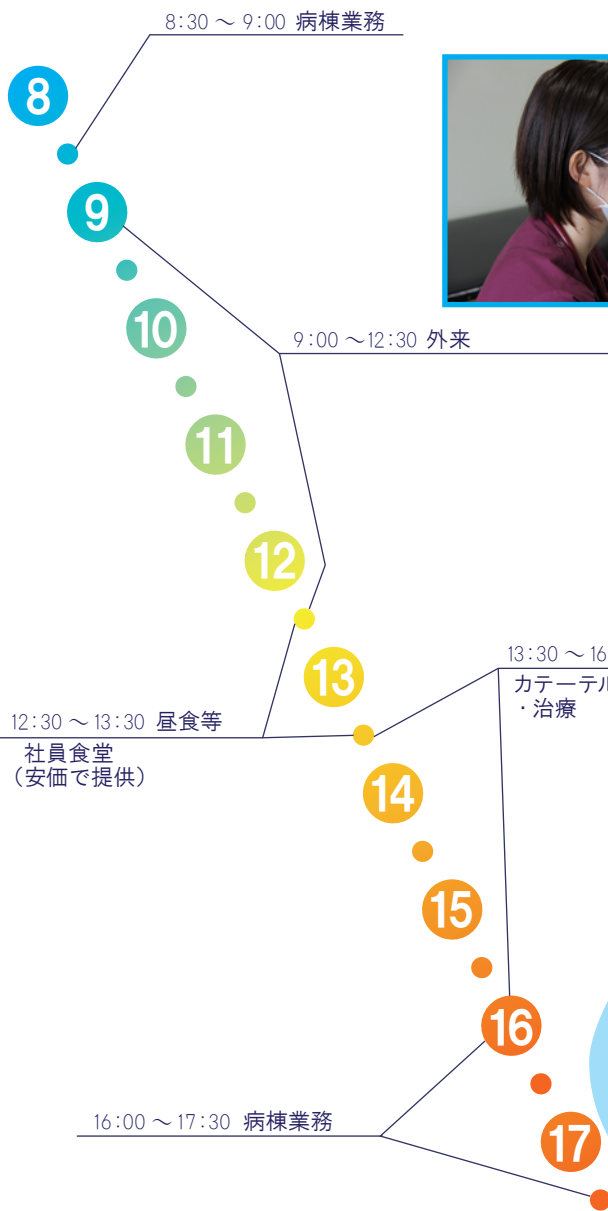 8:30 ～ 9:00 病棟業務
8
9
10
9:00 ～12:30 外来
11
12
13
13:30 ～ 16
カテーテル
・治療
12:30 ～ 13:30 昼食等
社員食堂
（安価で提供）
14
15
16
16:00 ～ 17:30 病棟業務
17